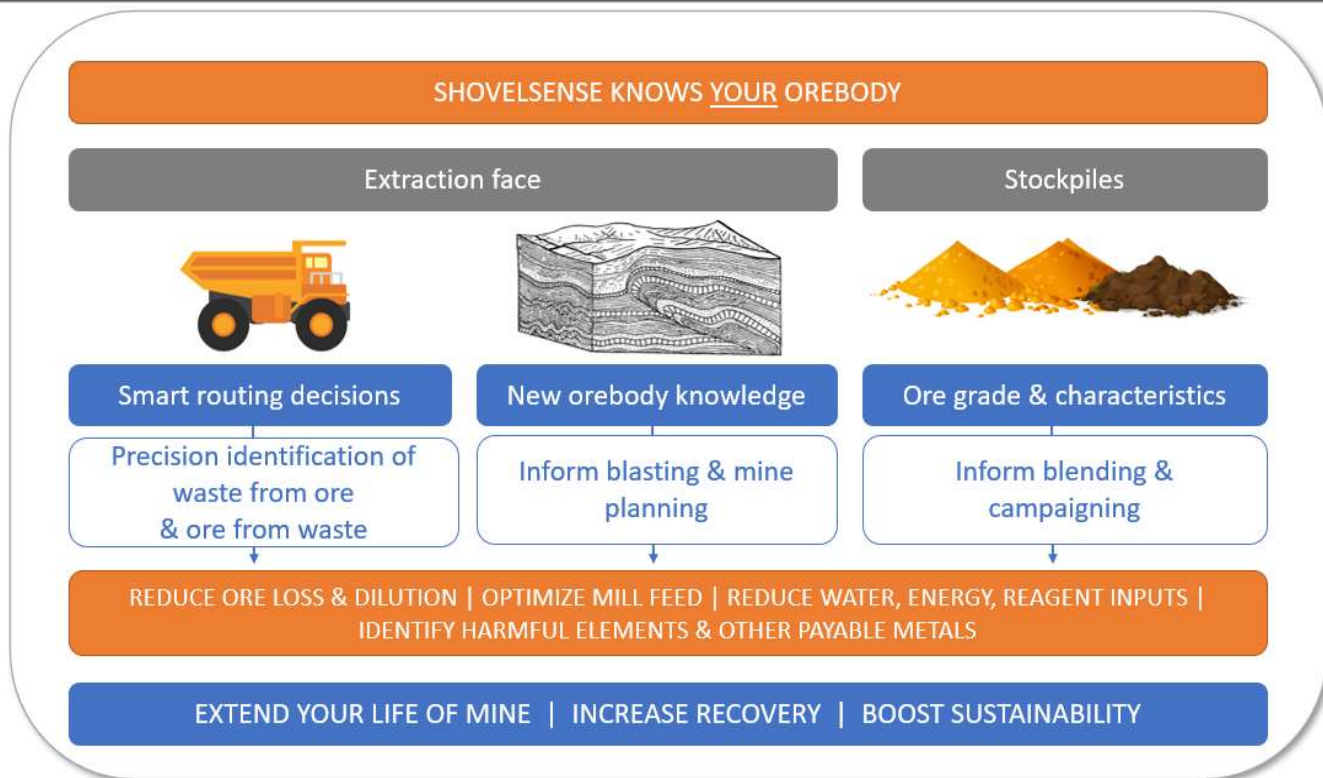 SHOVELSENSE KNOWS YOUR OREBODY
Extraction face
Stockpiles
Smart routing decisions
New orebody knowledge
Ore grade & characteristics
Precision identification of
waste from ore
& ore from waste
Inform blasting & mine
planning
Inform blending &
campaigning
REDUCE ORE LOSS & DILUTION | OPTIMIZE MILL FEED | REDUCE WATER, ENERGY, REAGENT INPUTS |
IDENTIFY HARMFUL ELEMENTS & OTHER PAYABLE METALS
EXTEND YOUR LIFE OF MINE | INCREASE RECOVERY | BOOST SUSTAINABILITY